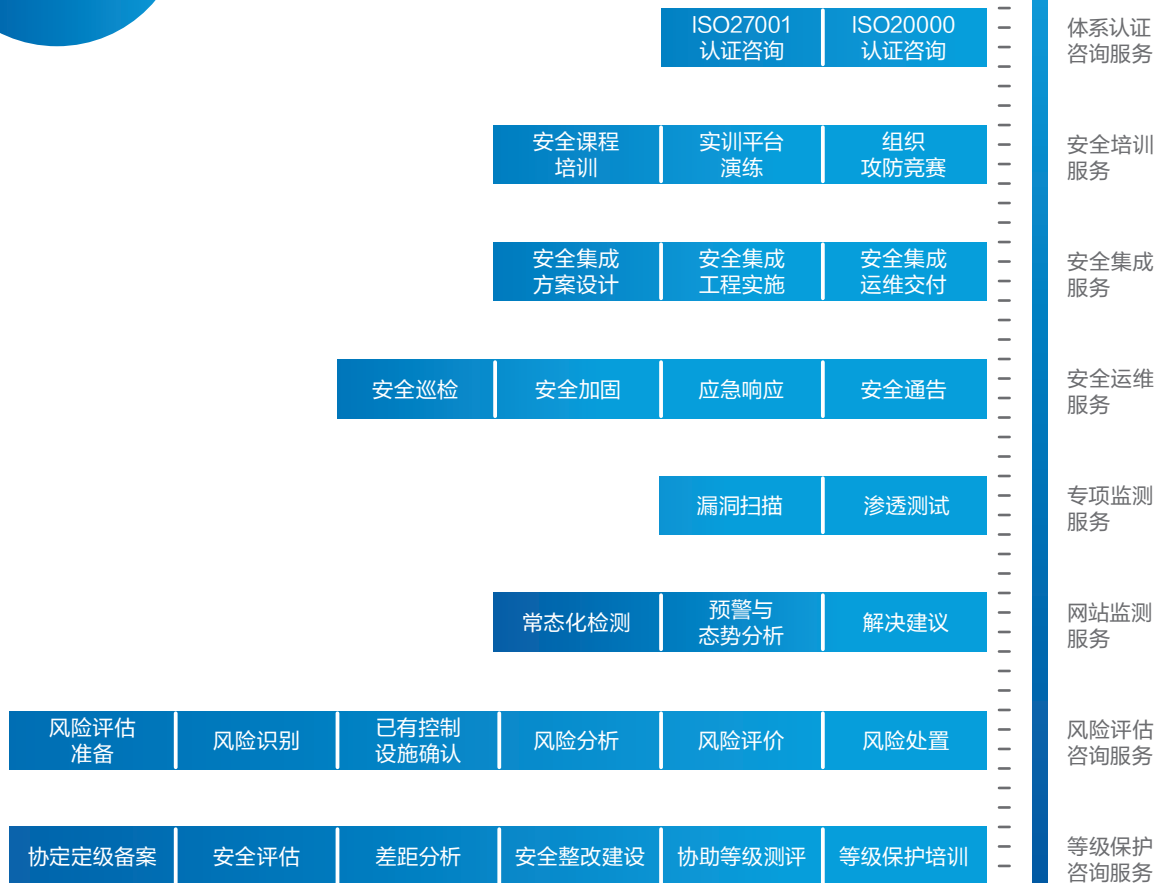 ISO27001
认证咨询
ISO20000
认证咨询
体系认证
咨询服务
安全课程
培训
实训平台
演练
组织
攻防竞赛
安全培训
服务
安全集成
方案设计
安全集成
工程实施
安全集成
运维交付
安全集成
服务
安全巡检
安全加固
应急响应
安全通告
安全运维
服务
漏洞扫描
渗透测试
专项监测
服务
常态化检测
预警与
态势分析
解决建议
网站监测
服务
风险评估
准备
风险识别
已有控制
设施确认
风险分析
风险评价
风险处置
风险评估
咨询服务
协定定级备案
安全评估
差距分析
安全整改建设
协助等级测评
等级保护培训
等级保护
咨询服务